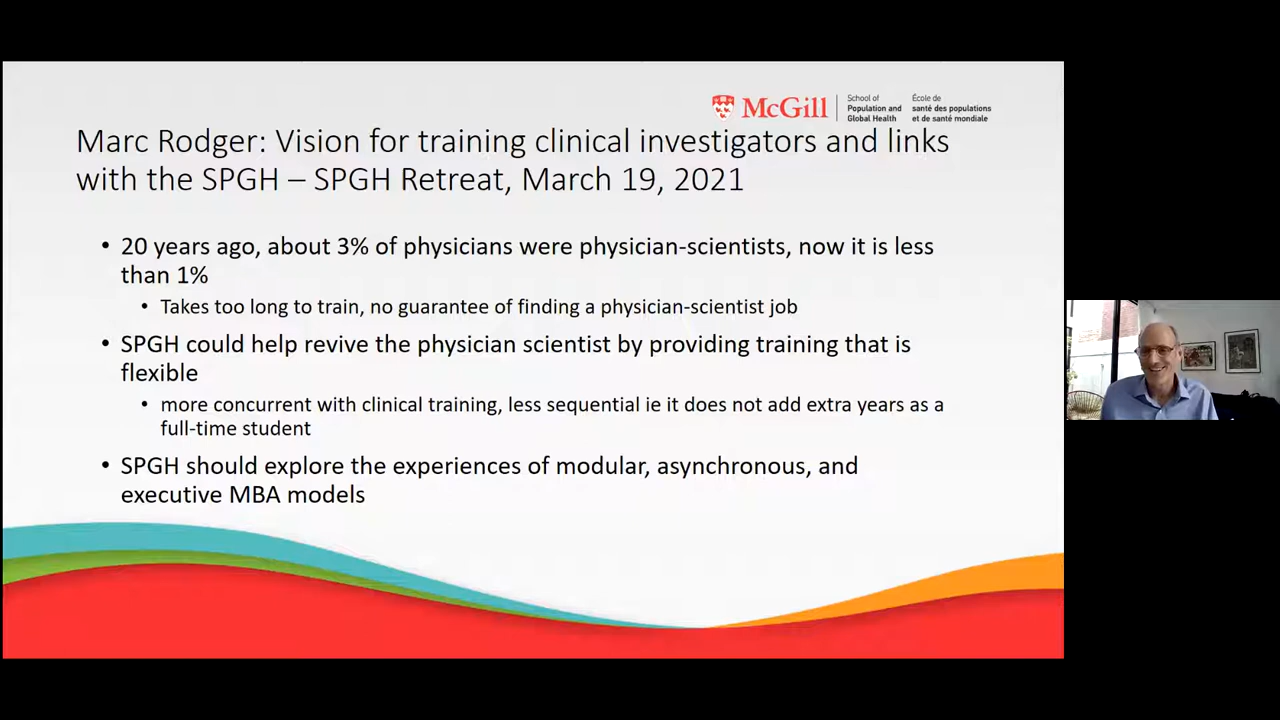 McGill
School of
Population and
Global Health
École de
santé des populations
et de santé mondiale
Marc Rodger: Vision for training clinical investigators and links
with the SPGH – SPGH Retreat, March 19, 2021
• 20 years ago, about 3% of physicians were physician-scientists, now it is less
than 1%
• Takes too long to train, no guarantee of finding a physician-scientist job
• SPGH could help revive the physician scientist by providing training that is
flexible
• more concurrent with clinical training, less sequential ie it does not add extra years as a
full-time student
• SPGH should explore the experiences of modular, asynchronous, and
executive MBA models